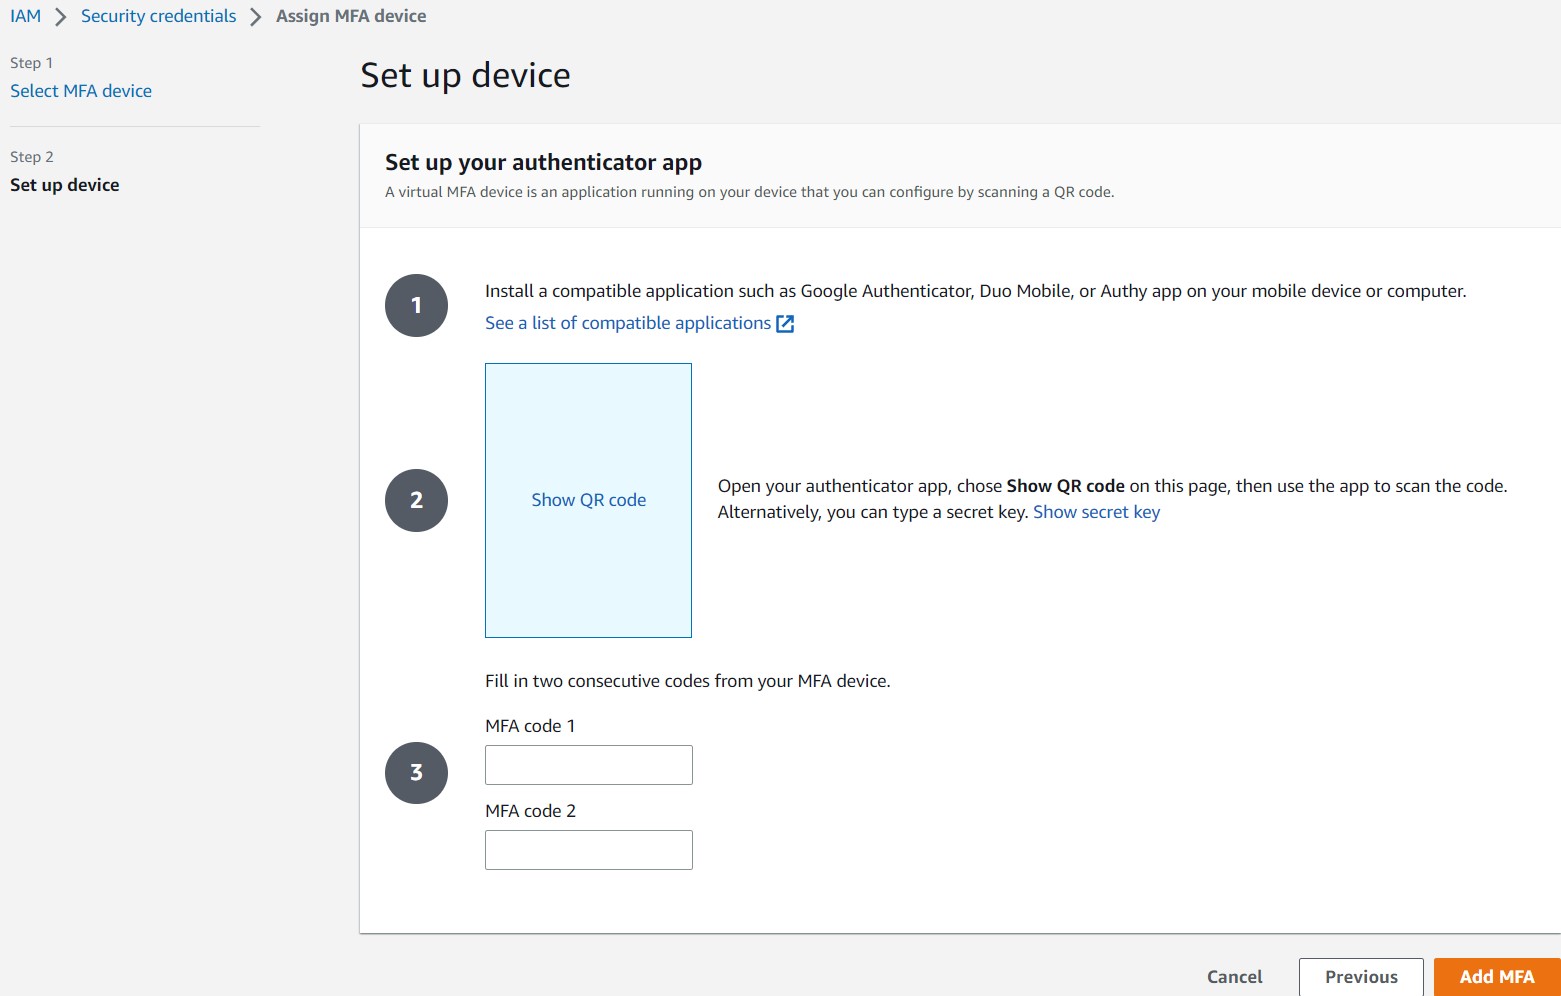 IAM > Security credentials > Assign MFA device
Step 1
Select MFA device
Step 2
Set up device
Set up device
Set up your authenticator app
A virtual MFA device is an application running on your device that you can configure by scanning a QR code.
1
Install a compatible application such as Google Authenticator, Duo Mobile, or Authy app on your mobile device or computer.
See a list of compatible applications
2
Show QR code
Open your authenticator app, chose Show QR code on this page, then use the app to scan the code.
Alternatively, you can type a secret key. Show secret key
3
Fill in two consecutive codes from your MFA device.
MFA code 1
MFA code 2
Cancel
Previous
Add MFA